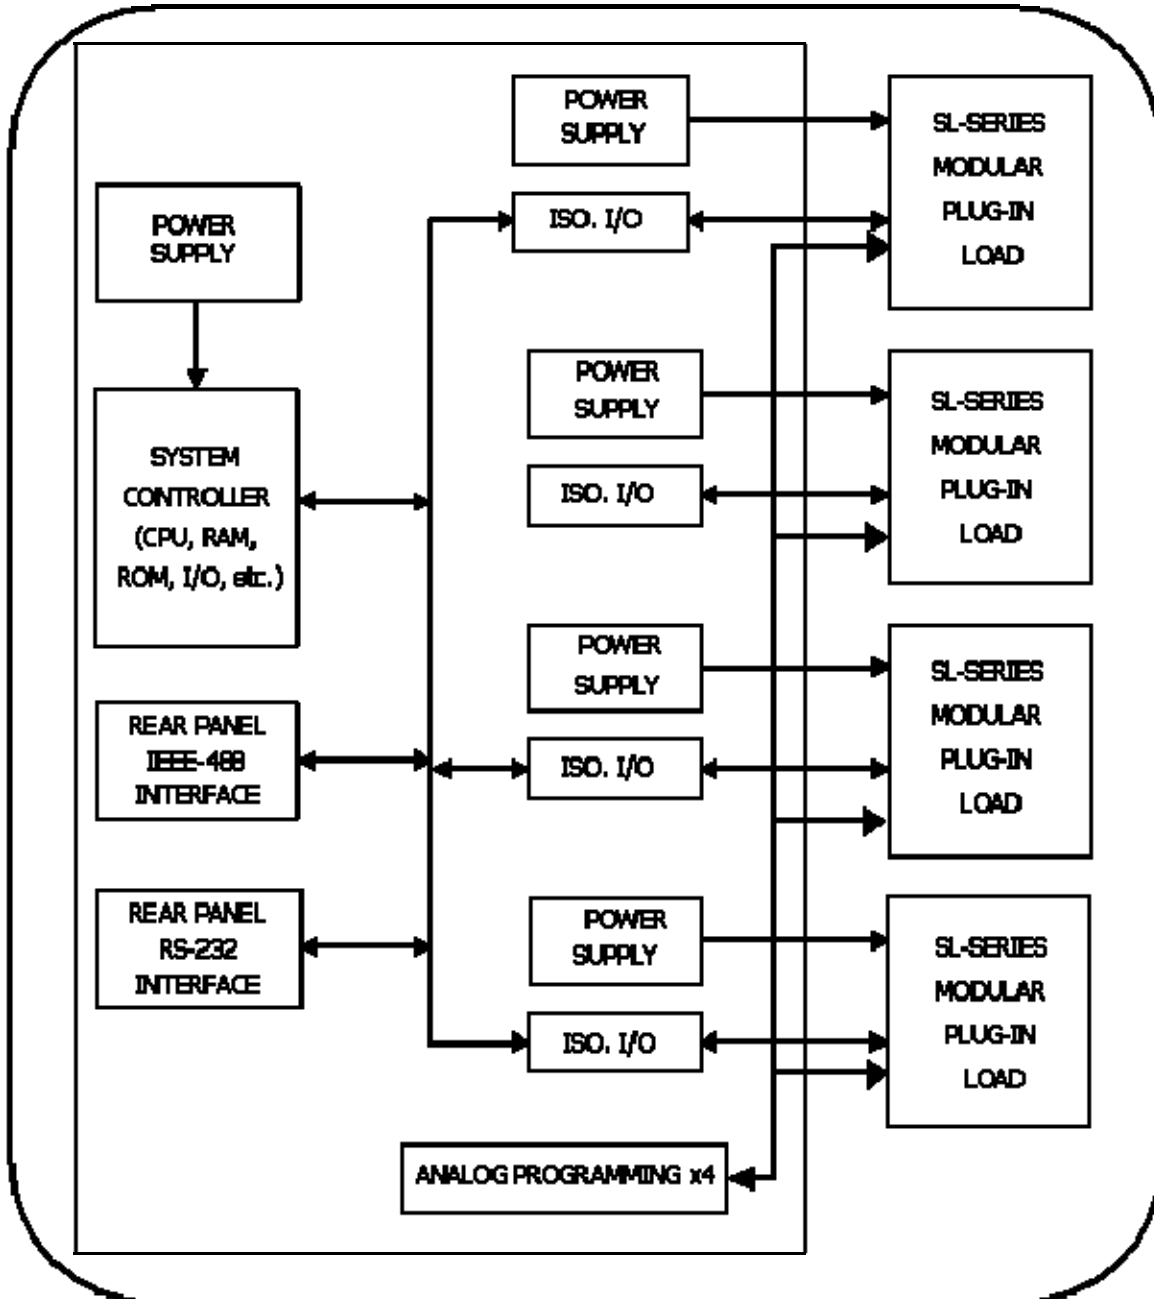 POWER
SUPPLY
SYSTEM
CONTROLLER
(CPU, RAM,
ROM, I/O, etc.)
REAR PANEL
IEEE-488
INTERFACE
REAR PANEL
RS-232
INTERFACE
POWER
SUPPLY
ISO. I/O
SL-SERIES
MODULAR
PLUG-IN
LOAD
POWER
SUPPLY
ISO. I/O
SL-SERIES
MODULAR
PLUG-IN
LOAD
POWER
SUPPLY
ISO. I/O
SL-SERIES
MODULAR
PLUG-IN
LOAD
POWER
SUPPLY
ISO. I/O
SL-SERIES
MODULAR
PLUG-IN
LOAD
ANALOG PROGRAMMING x4